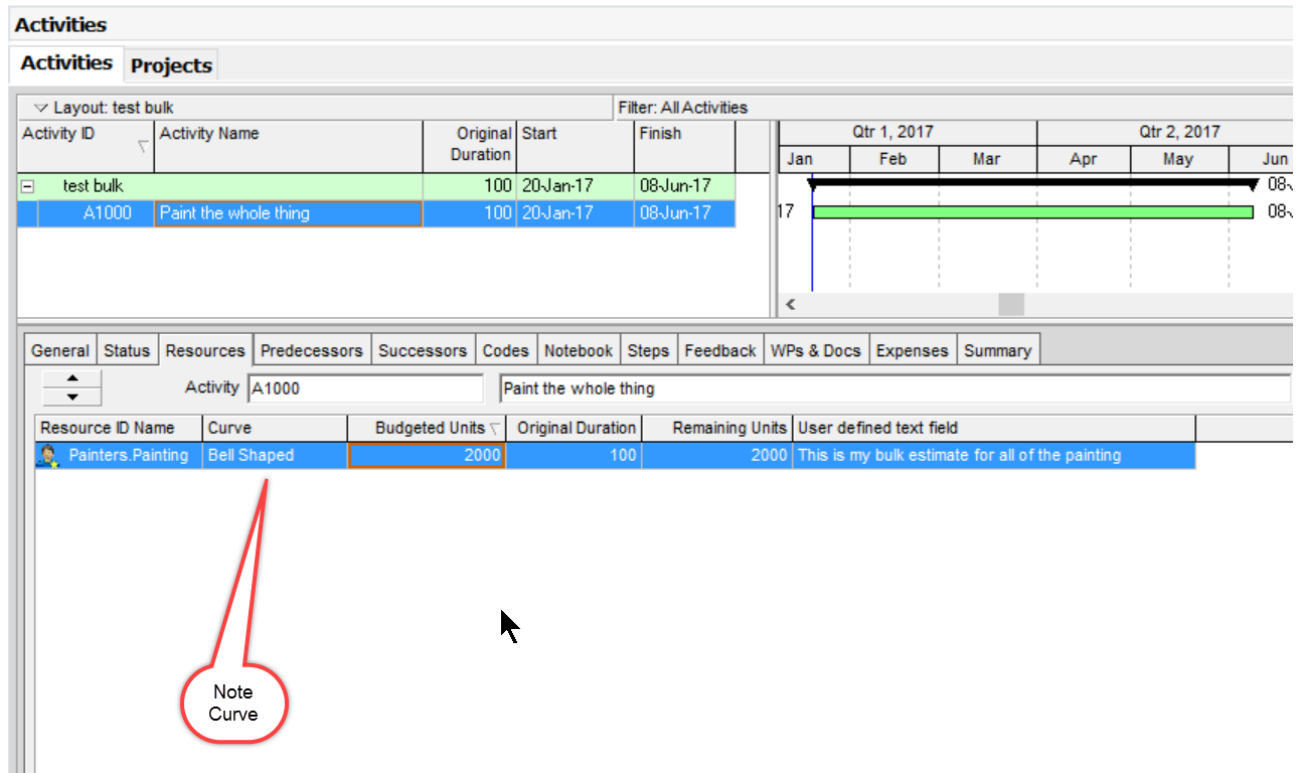 Activities
Activities Projects
Layout: test bulk Filter: All Activities
Activity ID Activity Name Original Duration Start Finish Qtr 1, 2017 Qtr 2, 2017
Jan Feb Mar Apr May Jun
test bulk 100 20-Jan-17 08-Jun-17 08-
A1000 Paint the whole thing 100 20-Jan-17 08-Jun-17 17 08-
General Status Resources Predecessors Successors Codes Notebook Steps Feedback WPs & Docs Expenses Summary
Activity A1000 Paint the whole thing
Resource ID Name Curve Budgeted Units Original Duration Remaining Units User defined text field
Painters.Painting Bell Shaped 2000 100 2000 This is my bulk estimate for all of the painting
Note
Curve